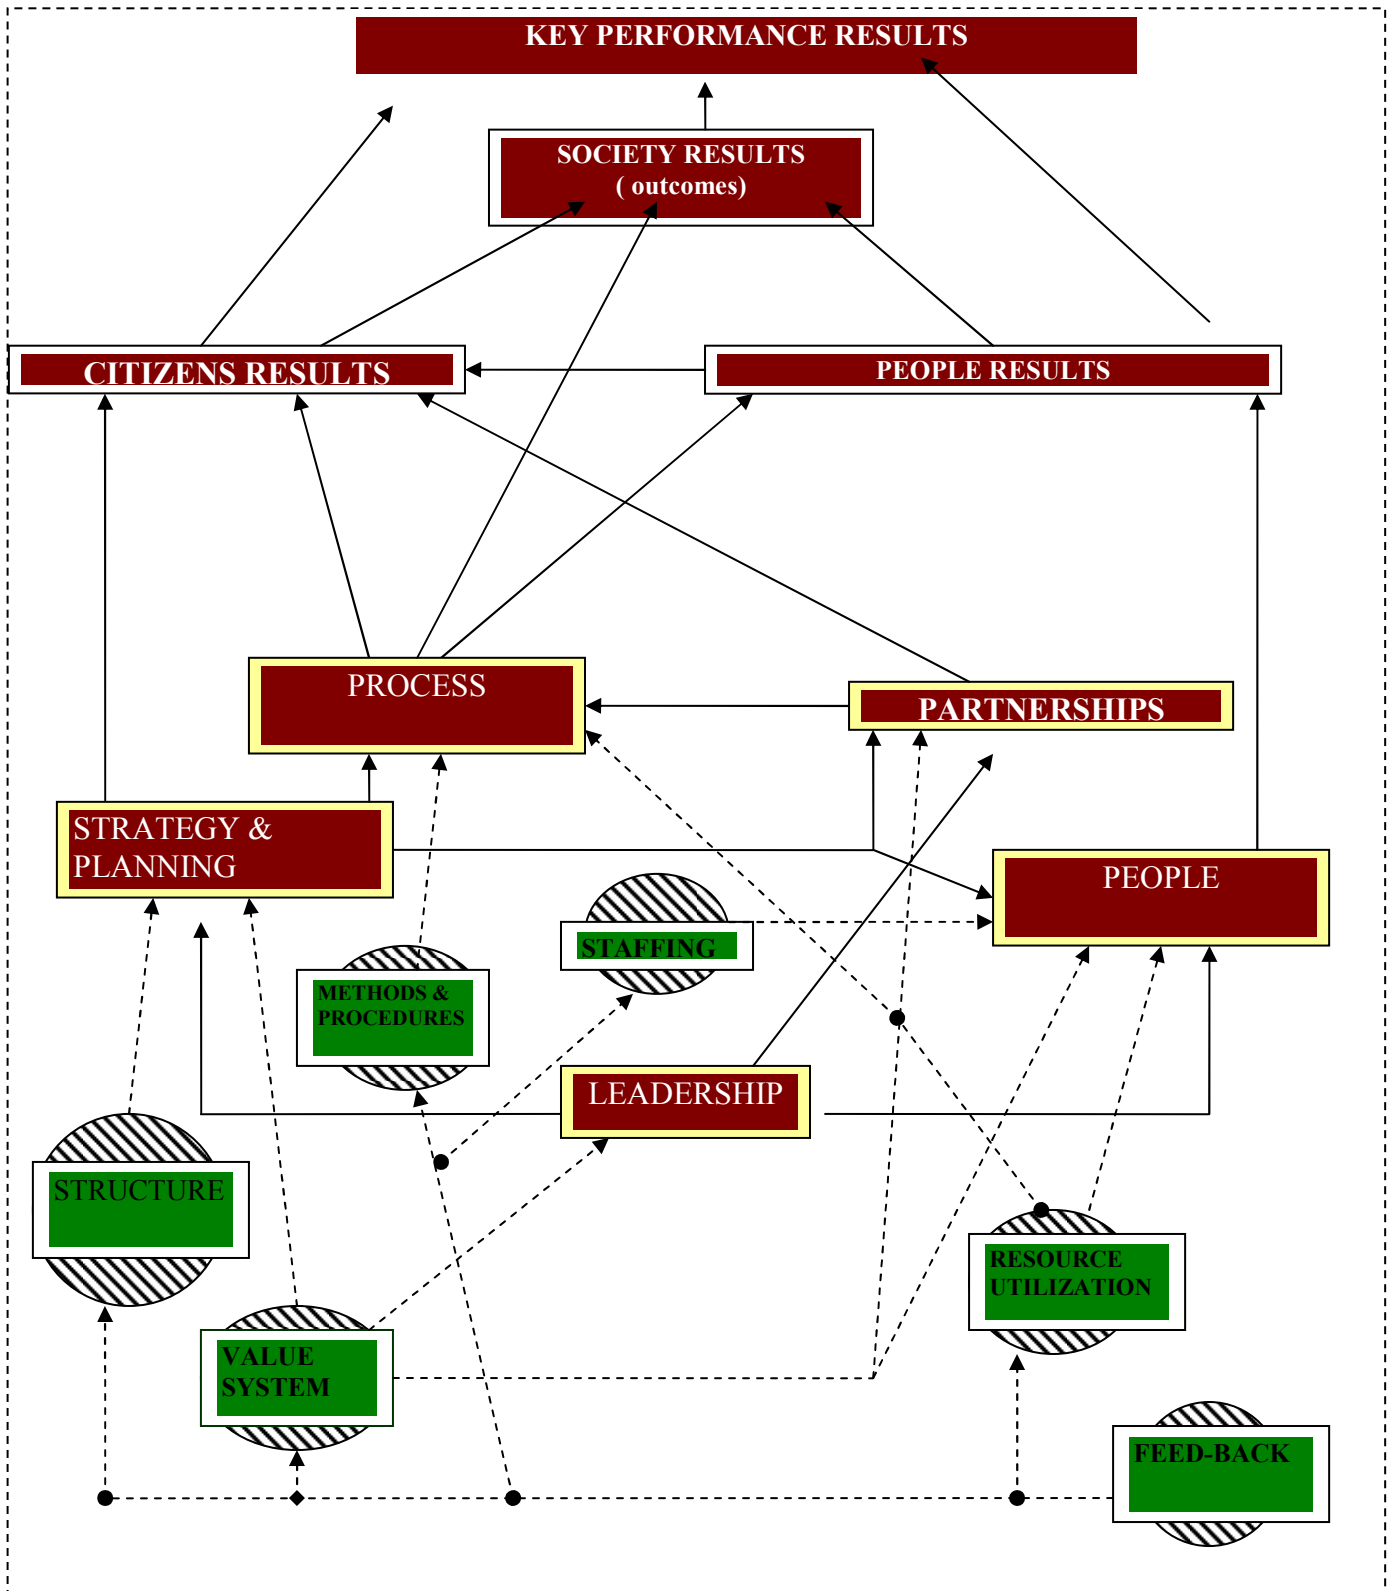 KEY PERFORMANCE RESULTS
SOCIETY RESULTS
( outcomes)
CITIZENS RESULTS
PEOPLE RESULTS
PROCESS
PARTNERSHIPS
STRATEGY &
PLANNING
PEOPLE
STAFFING
METHODS &
PROCEDURES
LEADERSHIP
STRUCTURE
RESOURCE
UTILIZATION
VALUE
SYSTEM
FEED-BACK